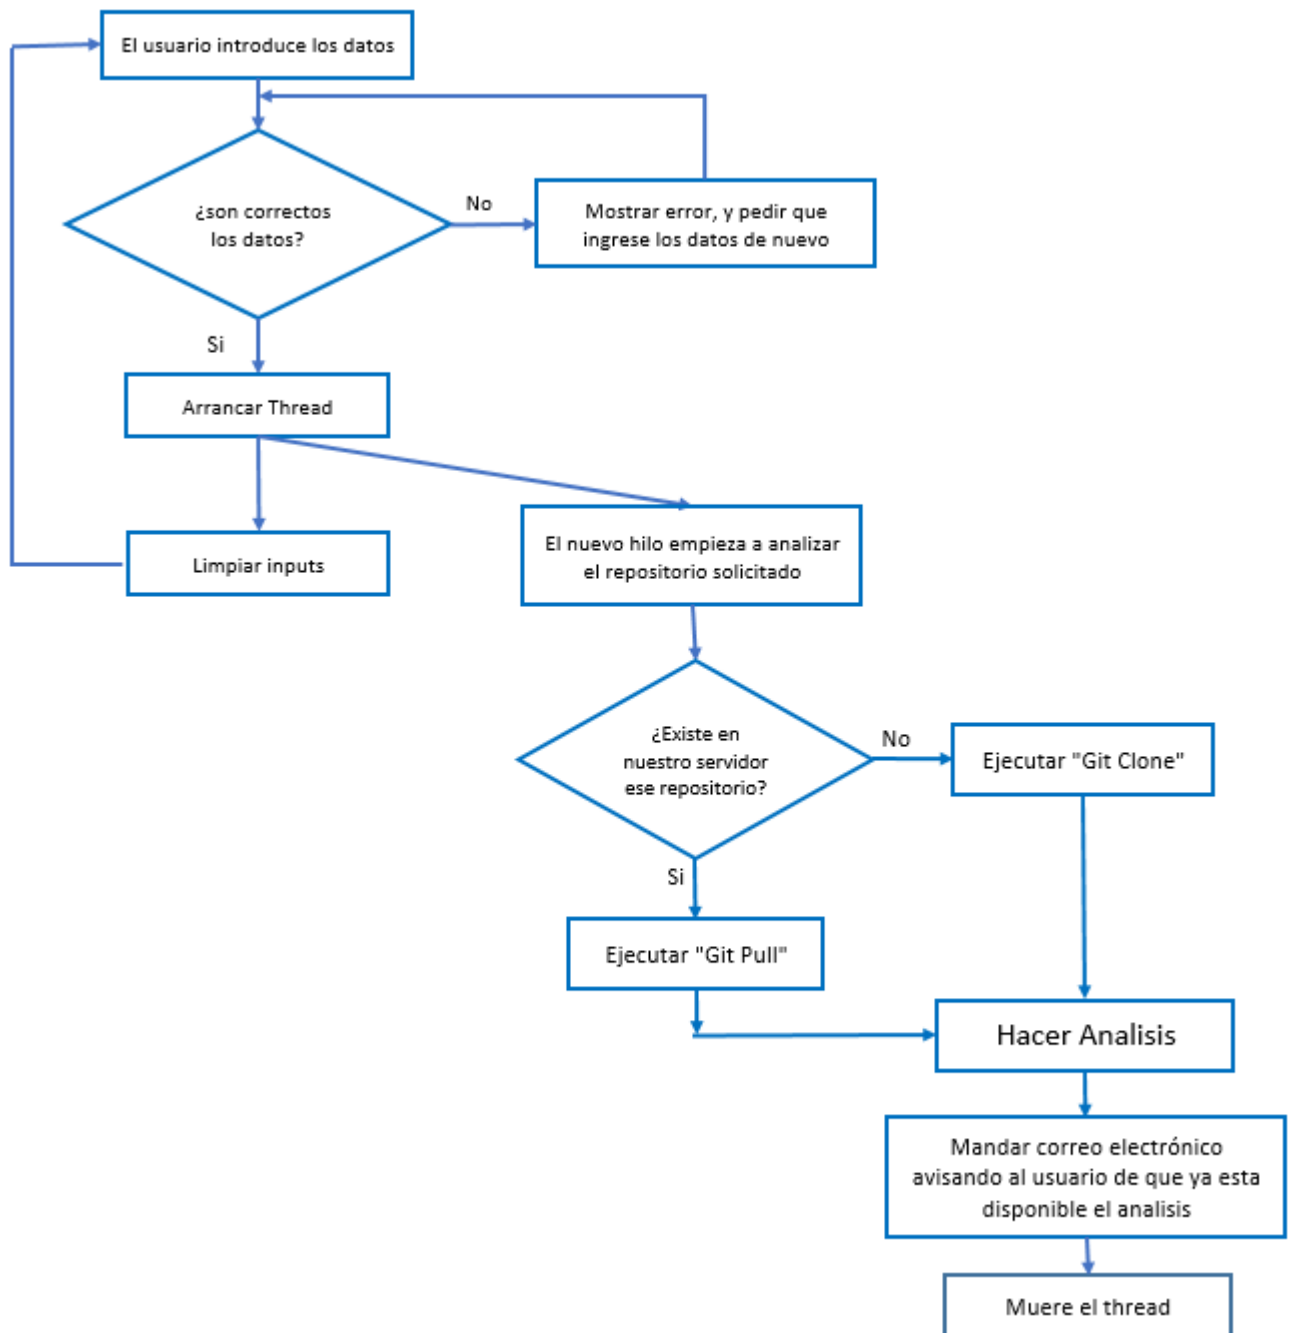 El usuario introduce los datos
¿son correctos
los datos?
No
Mostrar error, y pedir que
ingrese los datos de nuevo
Si
Arrancar Thread
Limpiar inputs
El nuevo hilo empieza a analizar
el repositorio solicitado
¿Existe en
nuestro servidor
ese repositorio?
No
Ejecutar "Git Clone"
Si
Ejecutar "Git Pull"
Hacer Analisis
Mandar correo electrónico
avisando al usuario de que ya esta
disponible el analisis
Muere el thread